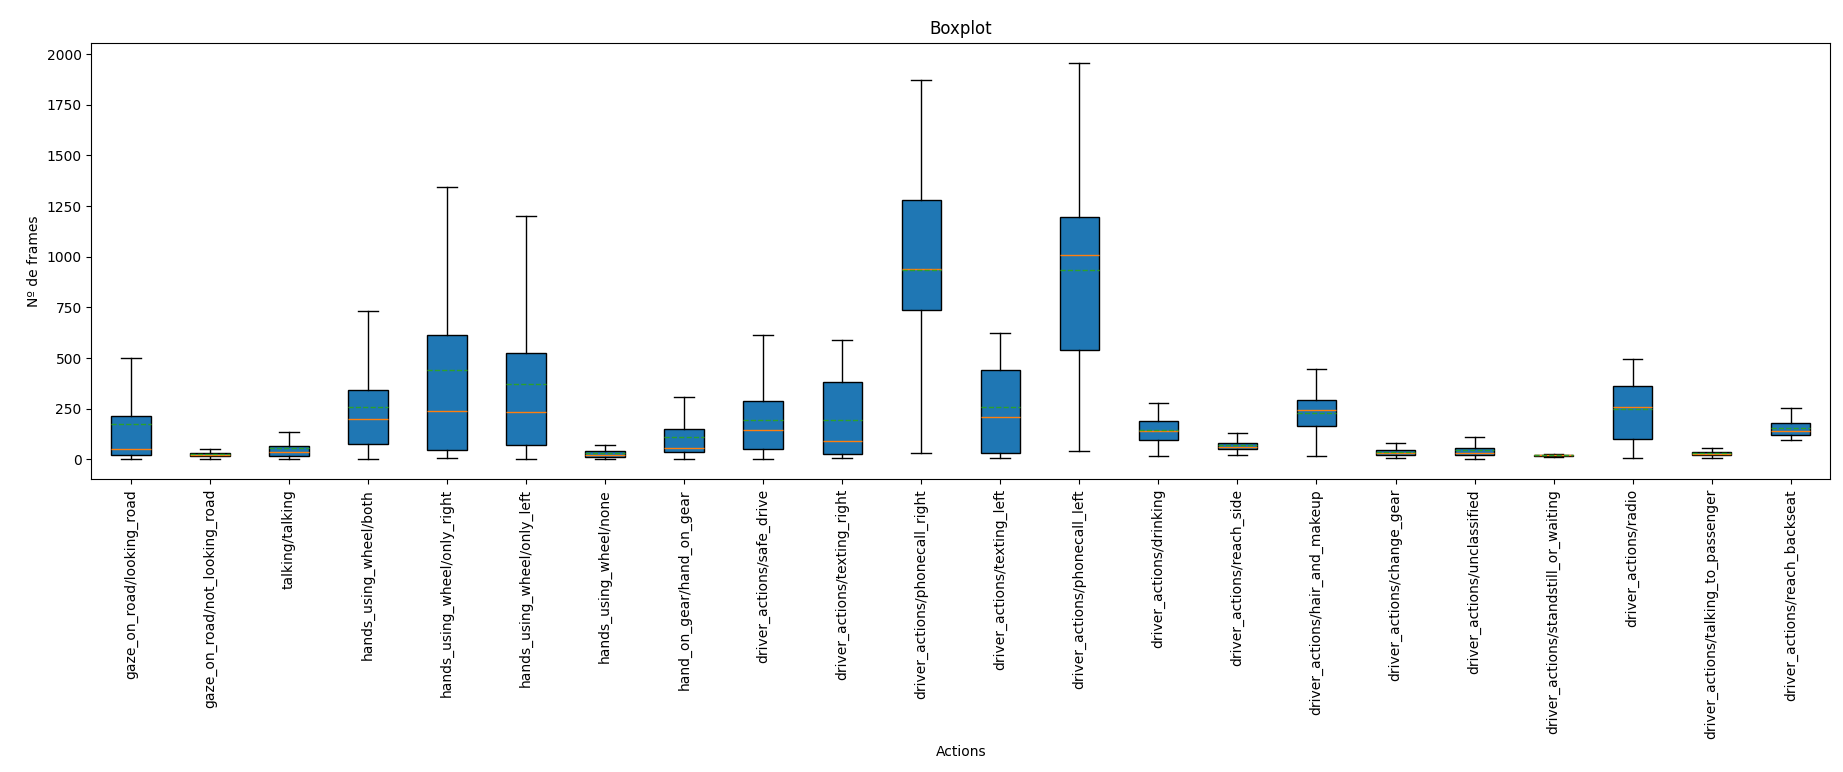 Boxplot
2000
1750
1500
1250
1000
750
500
250
0
Nº de frames
gaze_on_road/looking_road
gaze_on_road/not_looking_road
talking/talking
hands_using_wheel/both
hands_using_wheel/only_right
hands_using_wheel/only_left
hands_using_wheel/none
hand_on_gear/hand_on_gear
driver_actions/safe_drive
driver_actions/texting_right
driver_actions/phonecall_right
driver_actions/texting_left
driver_actions/phonecall_left
driver_actions/drinking
driver_actions/reach_side
driver_actions/hair_and_makeup
driver_actions/change_gear
driver_actions/unclassified
driver_actions/standstill_or_waiting
driver_actions/radio
driver_actions/talking_to_passenger
driver_actions/reach_backseat
Actions